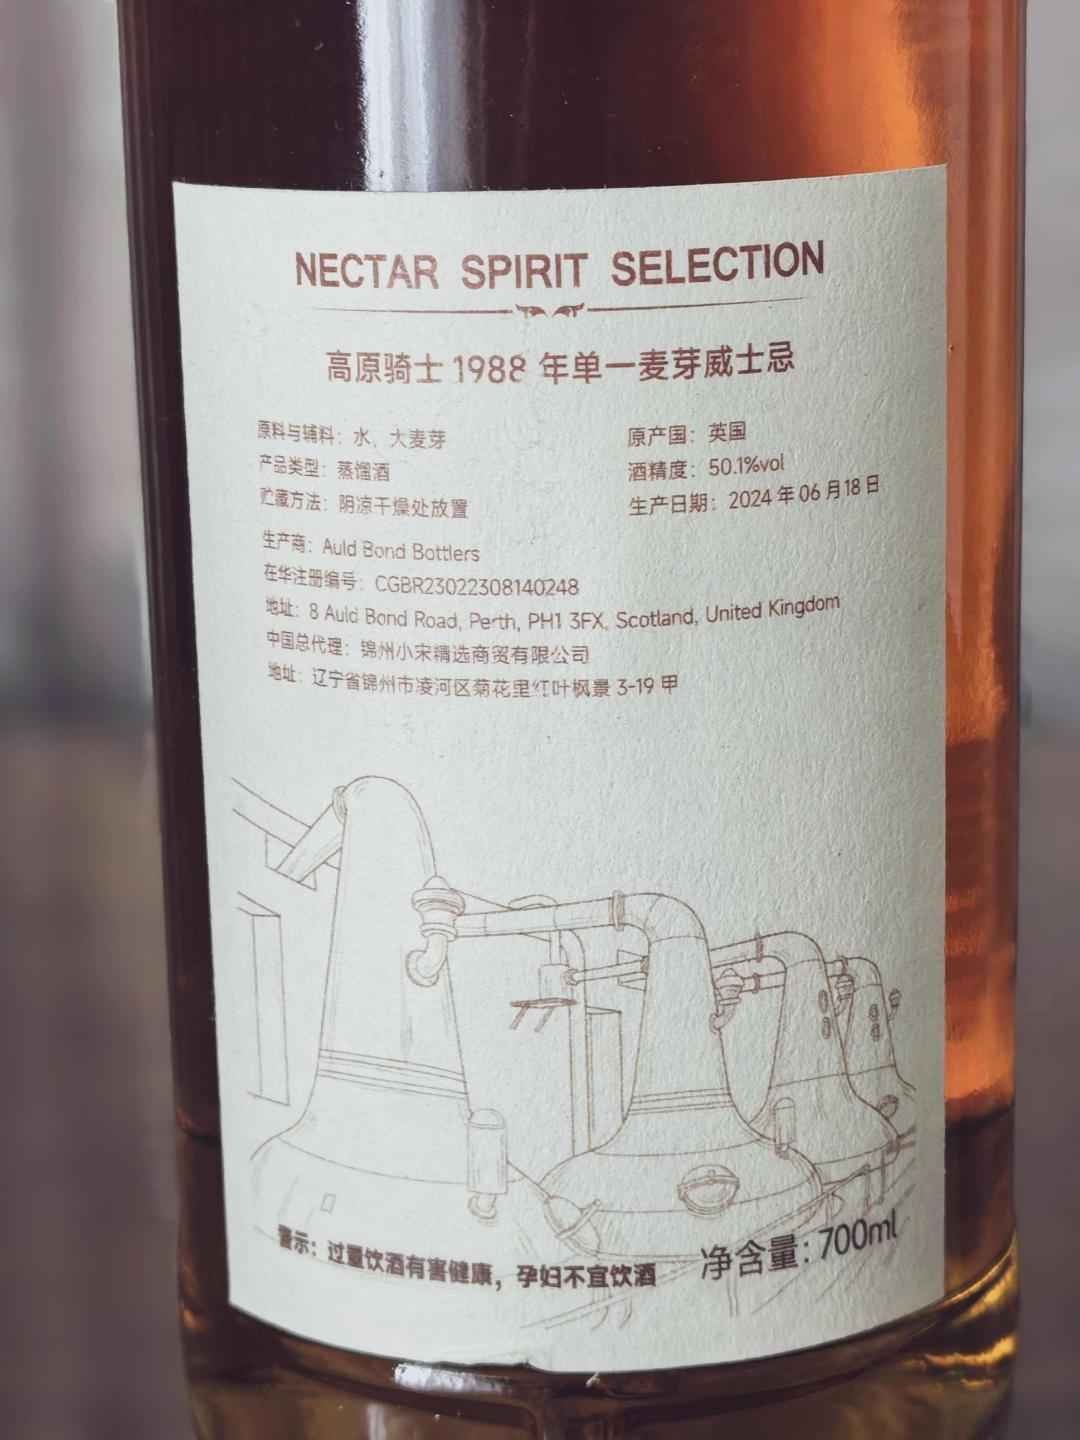 NECTAR SPIRIT SELECTION
高原骑士 1988 年单一麦芽威士忌
原料与辅料：水、大麦芽
产品类型：蒸馏酒
贮藏方法：阴凉干燥处放置
原产国：英国
酒精度：50.1%vol
生产日期：2024 年 06 月 18 日
生产商：Auld Bond Bottlers
在华注册编号：CGBR23022308140248
地址：8 Auld Bond Road, Perth, PH1 3FX, Scotland, United Kingdom
中国总代理：锦州小宋精选商贸有限公司
地址：辽宁省锦州市凌河区菊花里红叶枫景 3-19 甲
警示：过量饮酒有害健康，孕妇不宜饮酒
净含量：700ml